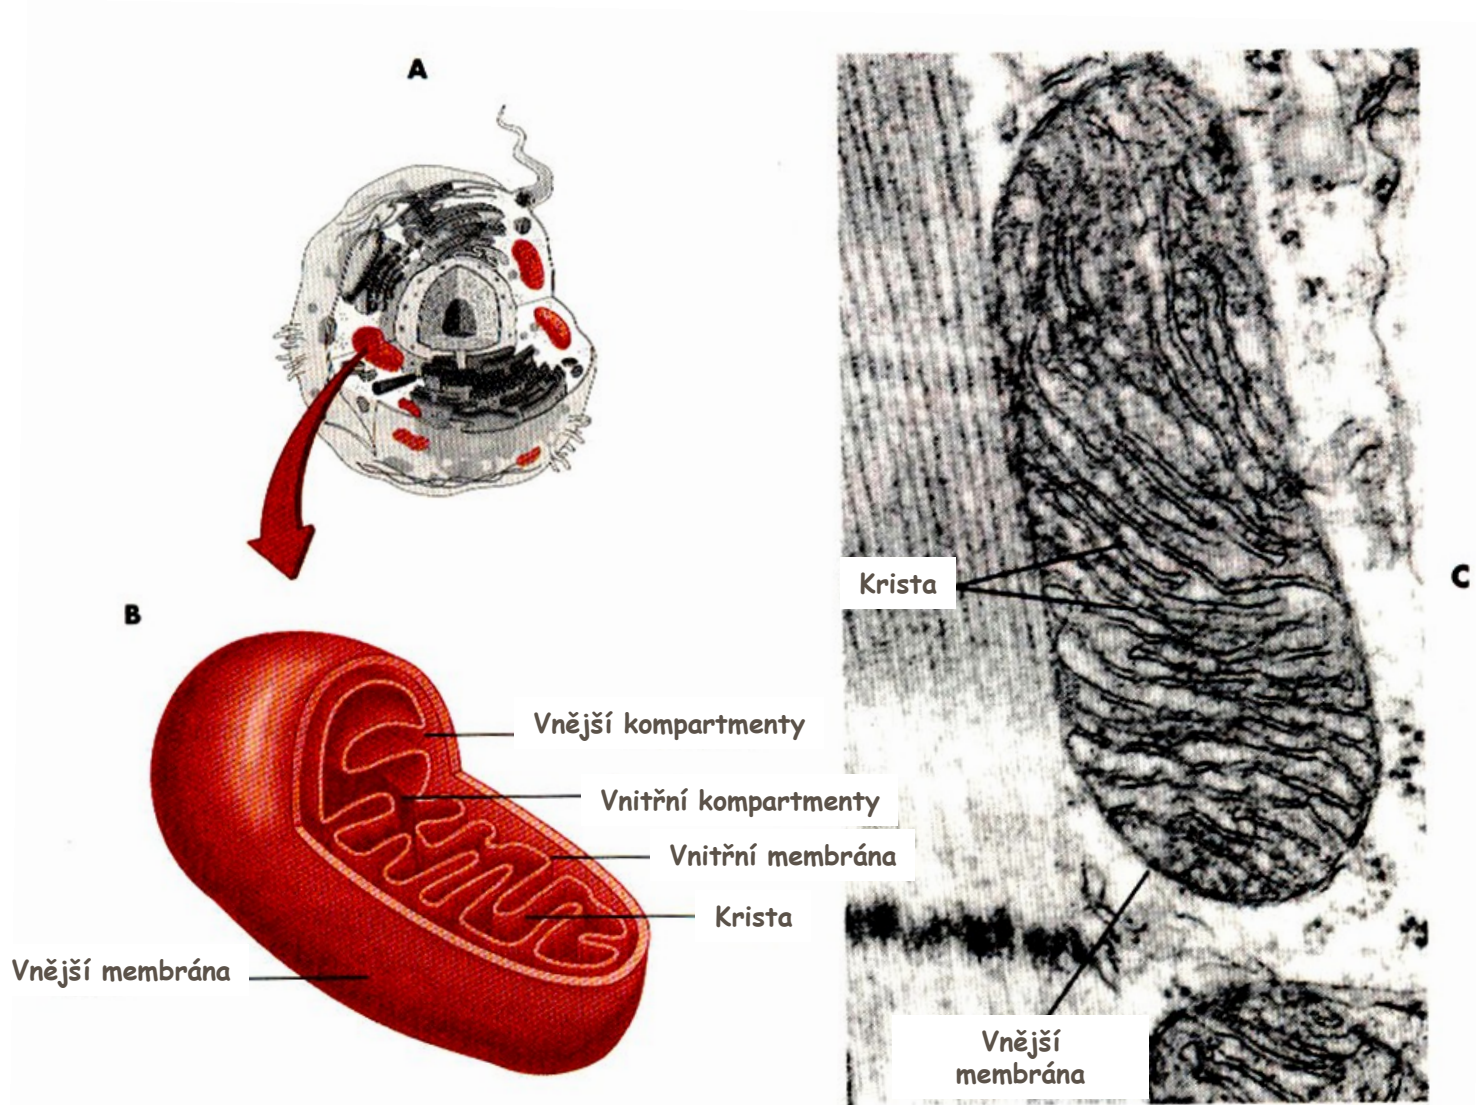 A
B
Vnější kompartmenty
Vnitřní kompartmenty
Vnitřní membrána
Krista
Vnější membrána
Krista
C
Vnější
membrána